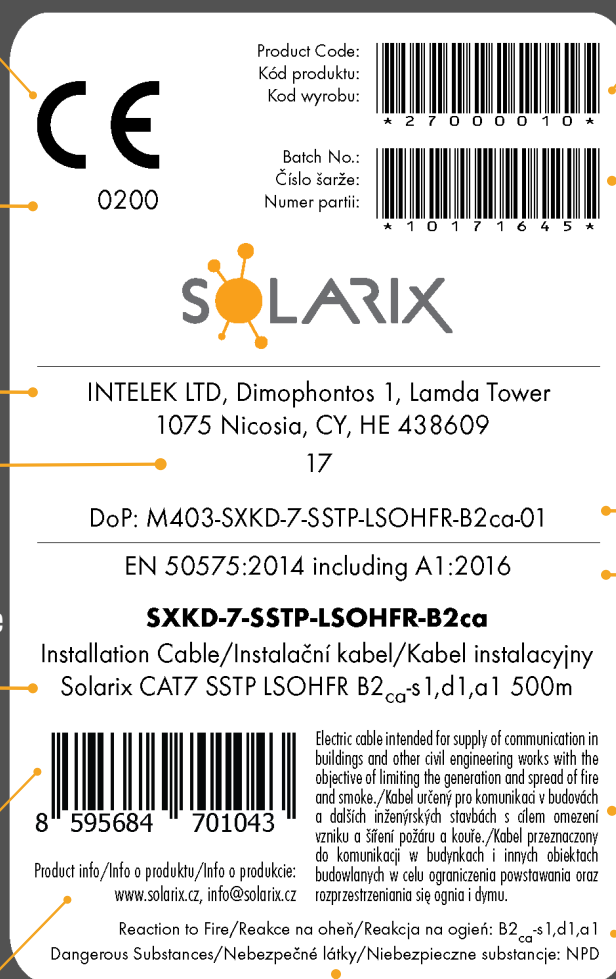 CE
0200
Product Code:
Kód produktu:
Kod wyrobu:
*27000010*
Batch No.:
Číslo šarže:
Numer partii:
*10171645*
SOLARIX
INTELEK LTD, Dimophontos 1, Lamda Tower
1075 Nicosia, CY, HE 438609
17
DoP: M403-SXKD-7-SSTP-LSOHFR-B2ca-01
EN 50575:2014 including A1:2016
SXKD-7-SSTP-LSOHFR-B2ca
Installation Cable/Instalační kabel/Kabel instalacyjny
Solarix CAT7 SSTP LSOHFR B2ca-s1,d1,a1 500m
8 595684 701043
Product info/Info o produktu/Info o produkcie:
www.solarix.cz, info@solarix.cz
Electric cable intended for supply of communication in
buildings and other civil engineering works with the
objective of limiting the generation and spread of fire
and smoke./Kabel určený pro komunikaci v budovách
a dalších inženýrských stavbách s cílem omezení
vzniku a šíření požáru a kouře./Kabel przeznaczony
do komunikacji w budynkach i innych obiektach
budowlanych w celu ograniczenia powstawania oraz
rozprzestrzeniania się ognia i dymu.
Reaction to Fire/Reakce na oheň/Reakcja na ogień: B2ca-s1,d1,a1
Dangerous Substances/Nebezpečné látky/Niebezpieczne substancje: NPD